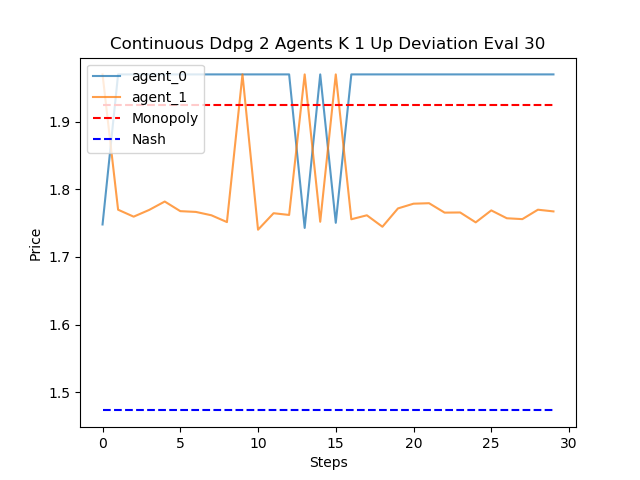 Continuous Ddpg 2 Agents K 1 Up Deviation Eval 30
agent_0
agent_1
Monopoly
Nash
1.9
1.8
1.7
1.6
1.5
Price
0 5 10 15 20 25 30
Steps